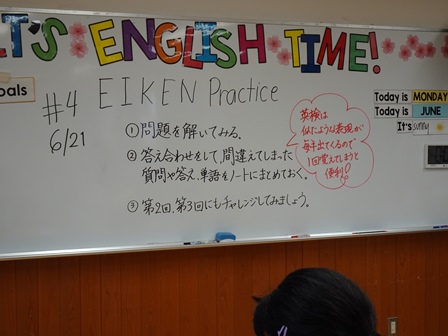 IT'S ENGLISH TIME!
oals
#4 EIKEN Practice
6/21
①問題を解いてみる。
②答え合わせをして、間違えてしまった
質問や答え、単語をノートにまとめておく。
③第2回、第3回にもチャレンジしてみましょう。
英検は
似たような表現が
毎年出てくるので
1回覚えてしまうと
便利!
Today is MONDAY
Today is JUNE
It's sunny